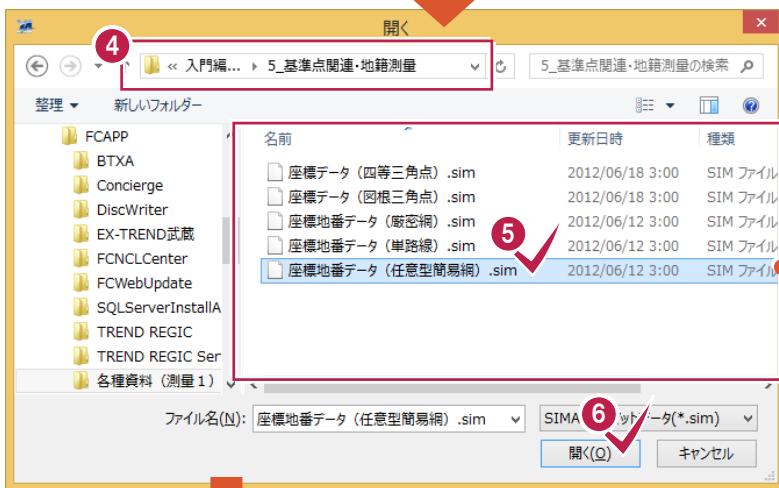 開く
4
« 入門編... 5_基準点関連・地籍測量
5_基準点関連・地籍測量の検索
整理 新しいフォルダー
FCAPP
BTXA
Concierge
DiscWriter
EX-TREND武蔵
FCNCLCenter
FCWebUpdate
SQLServerInstallA
TREND REGIC
TREND REGIC Ser
各種資料（測量１）
名前 更新日時 種類
座標データ（四等三角点）.sim 2012/06/18 3:00 SIM ファイル
座標データ（図根三角点）.sim 2012/06/18 3:00 SIM ファイル
座標地番データ（厳密網）.sim 2012/06/12 3:00 SIM ファイル
座標地番データ（単路線）.sim 2012/06/12 3:00 SIM ファイル
座標地番データ（任意型簡易網）.sim 2012/06/12 3:00 SIM ファイル
5
ファイル名(N): 座標地番データ（任意型簡易網）.sim
SIMA ータ(*.sim)
6
開く(O) キャンセル